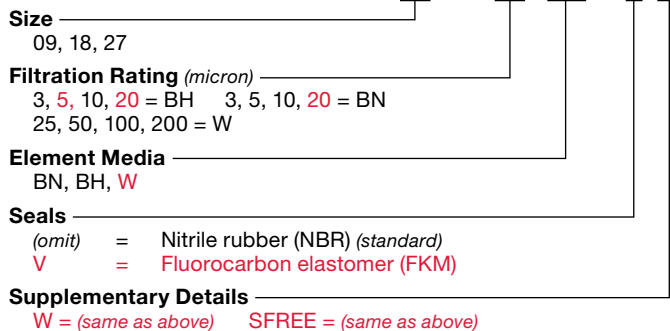 Size
09, 18, 27
Filtration Rating (micron)
3, 5, 10, 20 = BH 3, 5, 10, 20 = BN
25, 50, 100, 200 = W
Element Media
BN, BH, W
Seals
(omit) = Nitrile rubber (NBR) (standard)
V = Fluorocarbon elastomer (FKM)
Supplementary Details
W = (same as above) SFREE = (same as above)